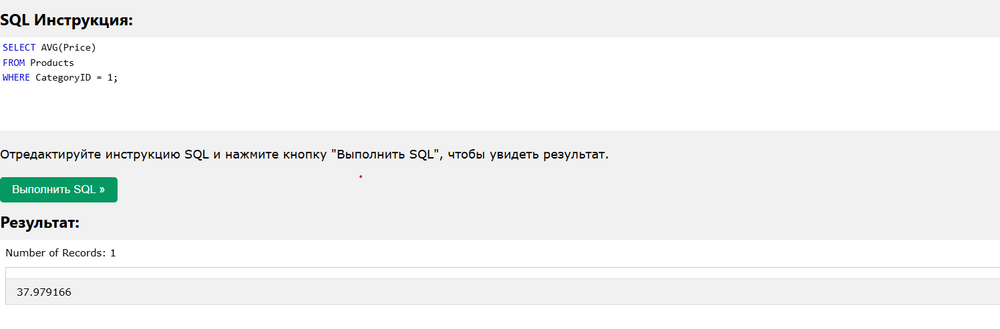 SQL Инструкция:
SELECT AVG(Price)
FROM Products
WHERE CategoryID = 1;
Отредактируйте инструкцию SQL и нажмите кнопку "Выполнить SQL", чтобы увидеть результат.
Выполнить SQL »
Результат:
Number of Records: 1
37.979166